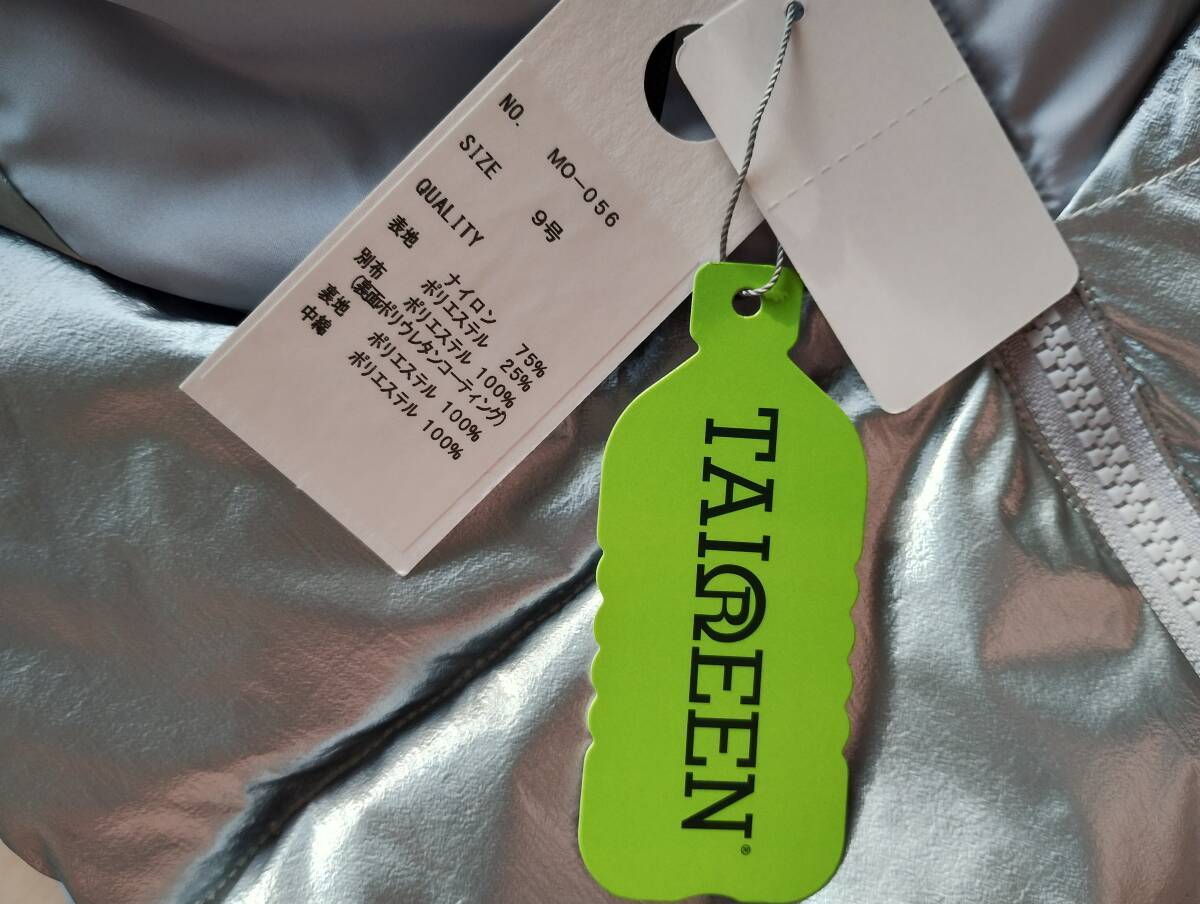 NO. MO-056
SIZE 9号
QUALITY
表地 ナイロン 75%
ポリエステル 25%
別布 ポリエステル 100%
(表面ポリウレタンコーティング)
裏地 ポリエステル 100%
中綿 ポリエステル 100%
TAIREEN®